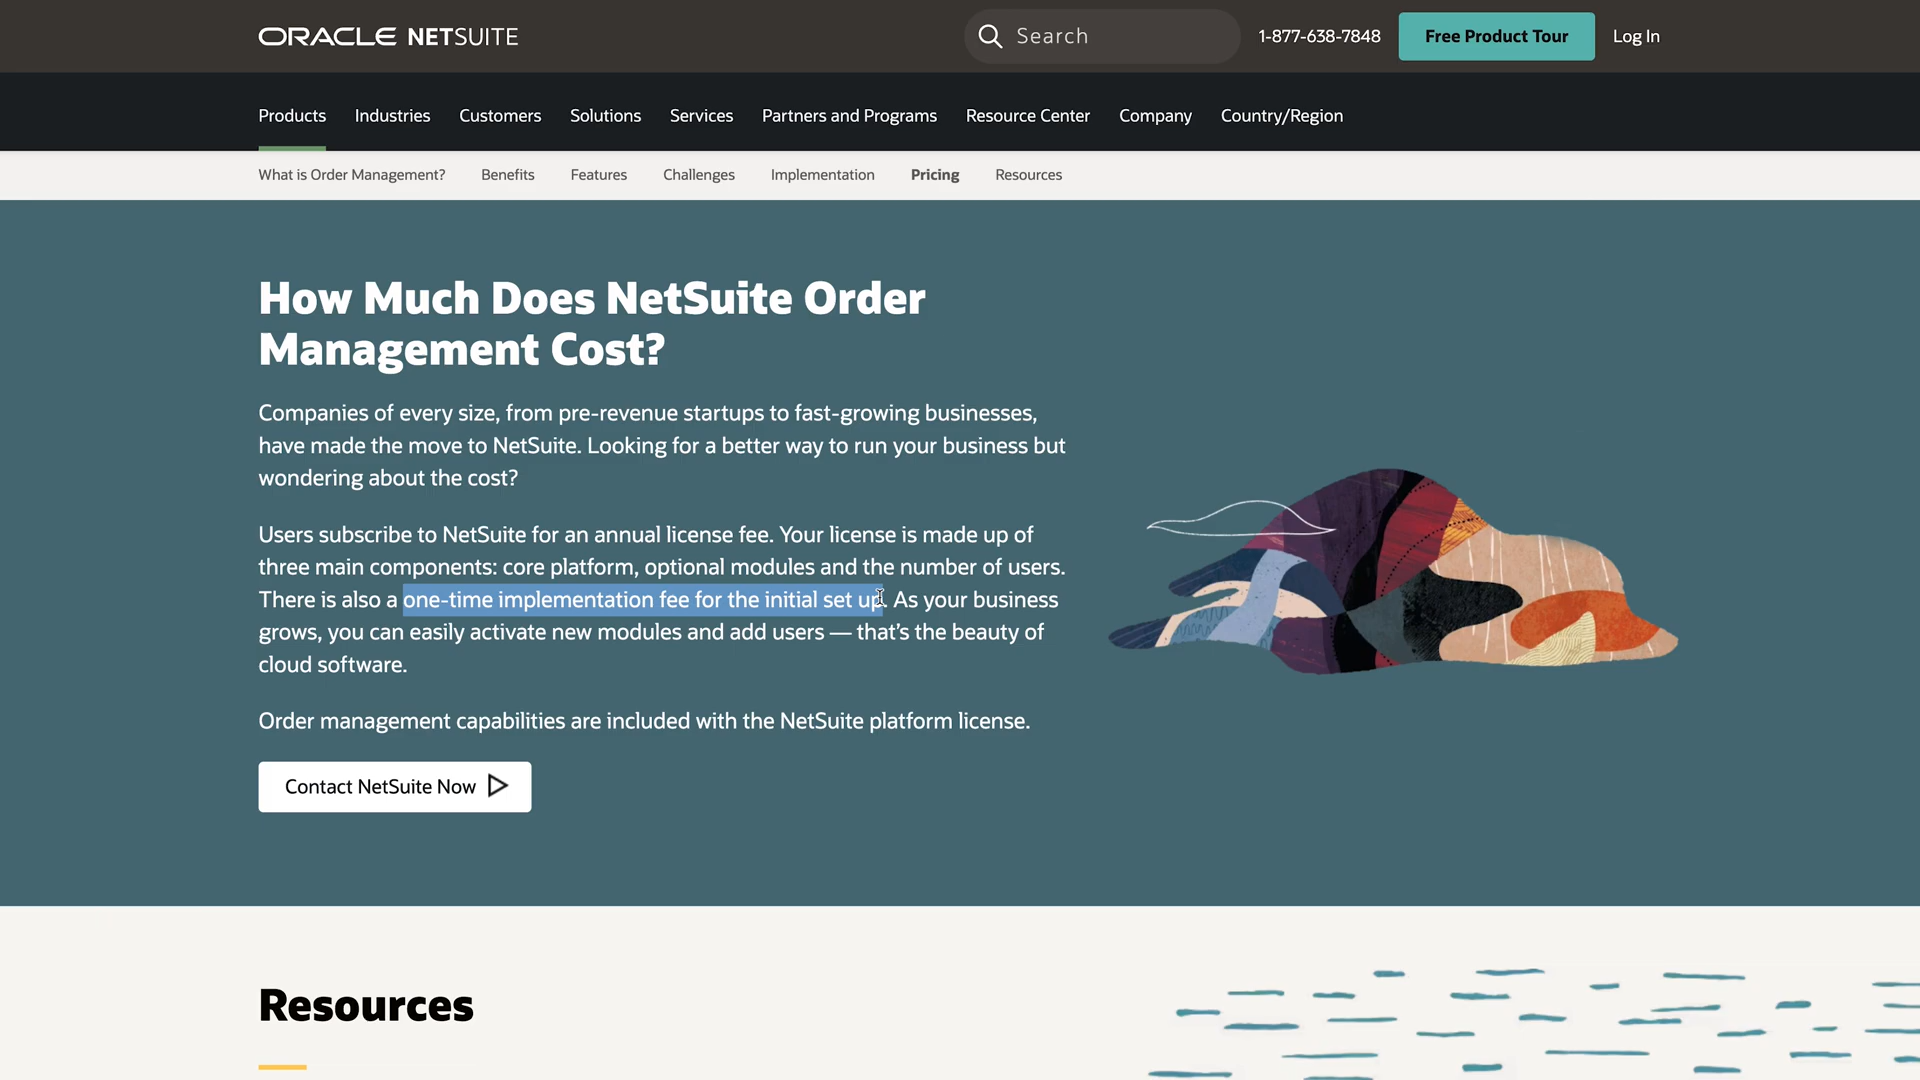 ORACLE NETSUITE
Search
1-877-638-7848
Free Product Tour
Log In
Products
Industries
Customers
Solutions
Services
Partners and Programs
Resource Center
Company
Country/Region
What is Order Management?
Benefits
Features
Challenges
Implementation
Pricing
Resources
How Much Does NetSuite Order
Management Cost?
Companies of every size, from pre-revenue startups to fast-growing businesses,
have made the move to NetSuite. Looking for a better way to run your business but
wondering about the cost?
Users subscribe to NetSuite for an annual license fee. Your license is made up of
three main components: core platform, optional modules and the number of users.
There is also a one-time implementation fee for the initial set up. As your business
grows, you can easily activate new modules and add users — that’s the beauty of
cloud software.
Order management capabilities are included with the NetSuite platform license.
Contact NetSuite Now
Resources